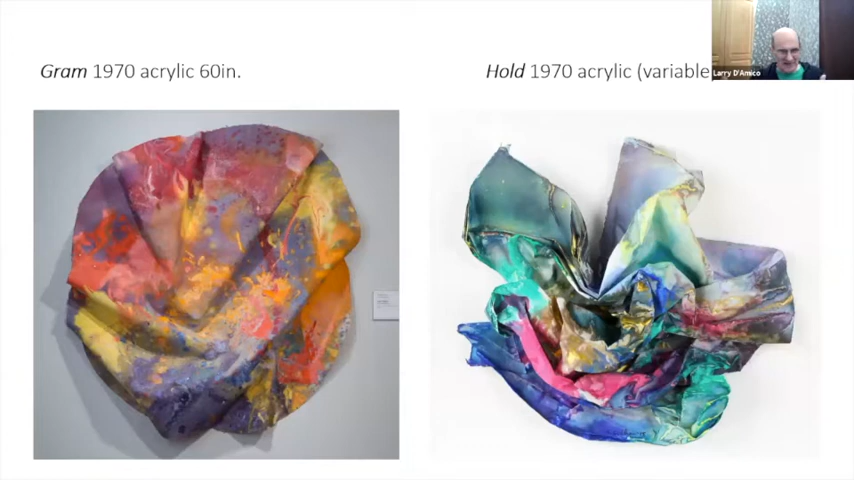 Gram 1970 acrylic 60in.
Hold 1970 acrylic (variable
Larry D'Amico